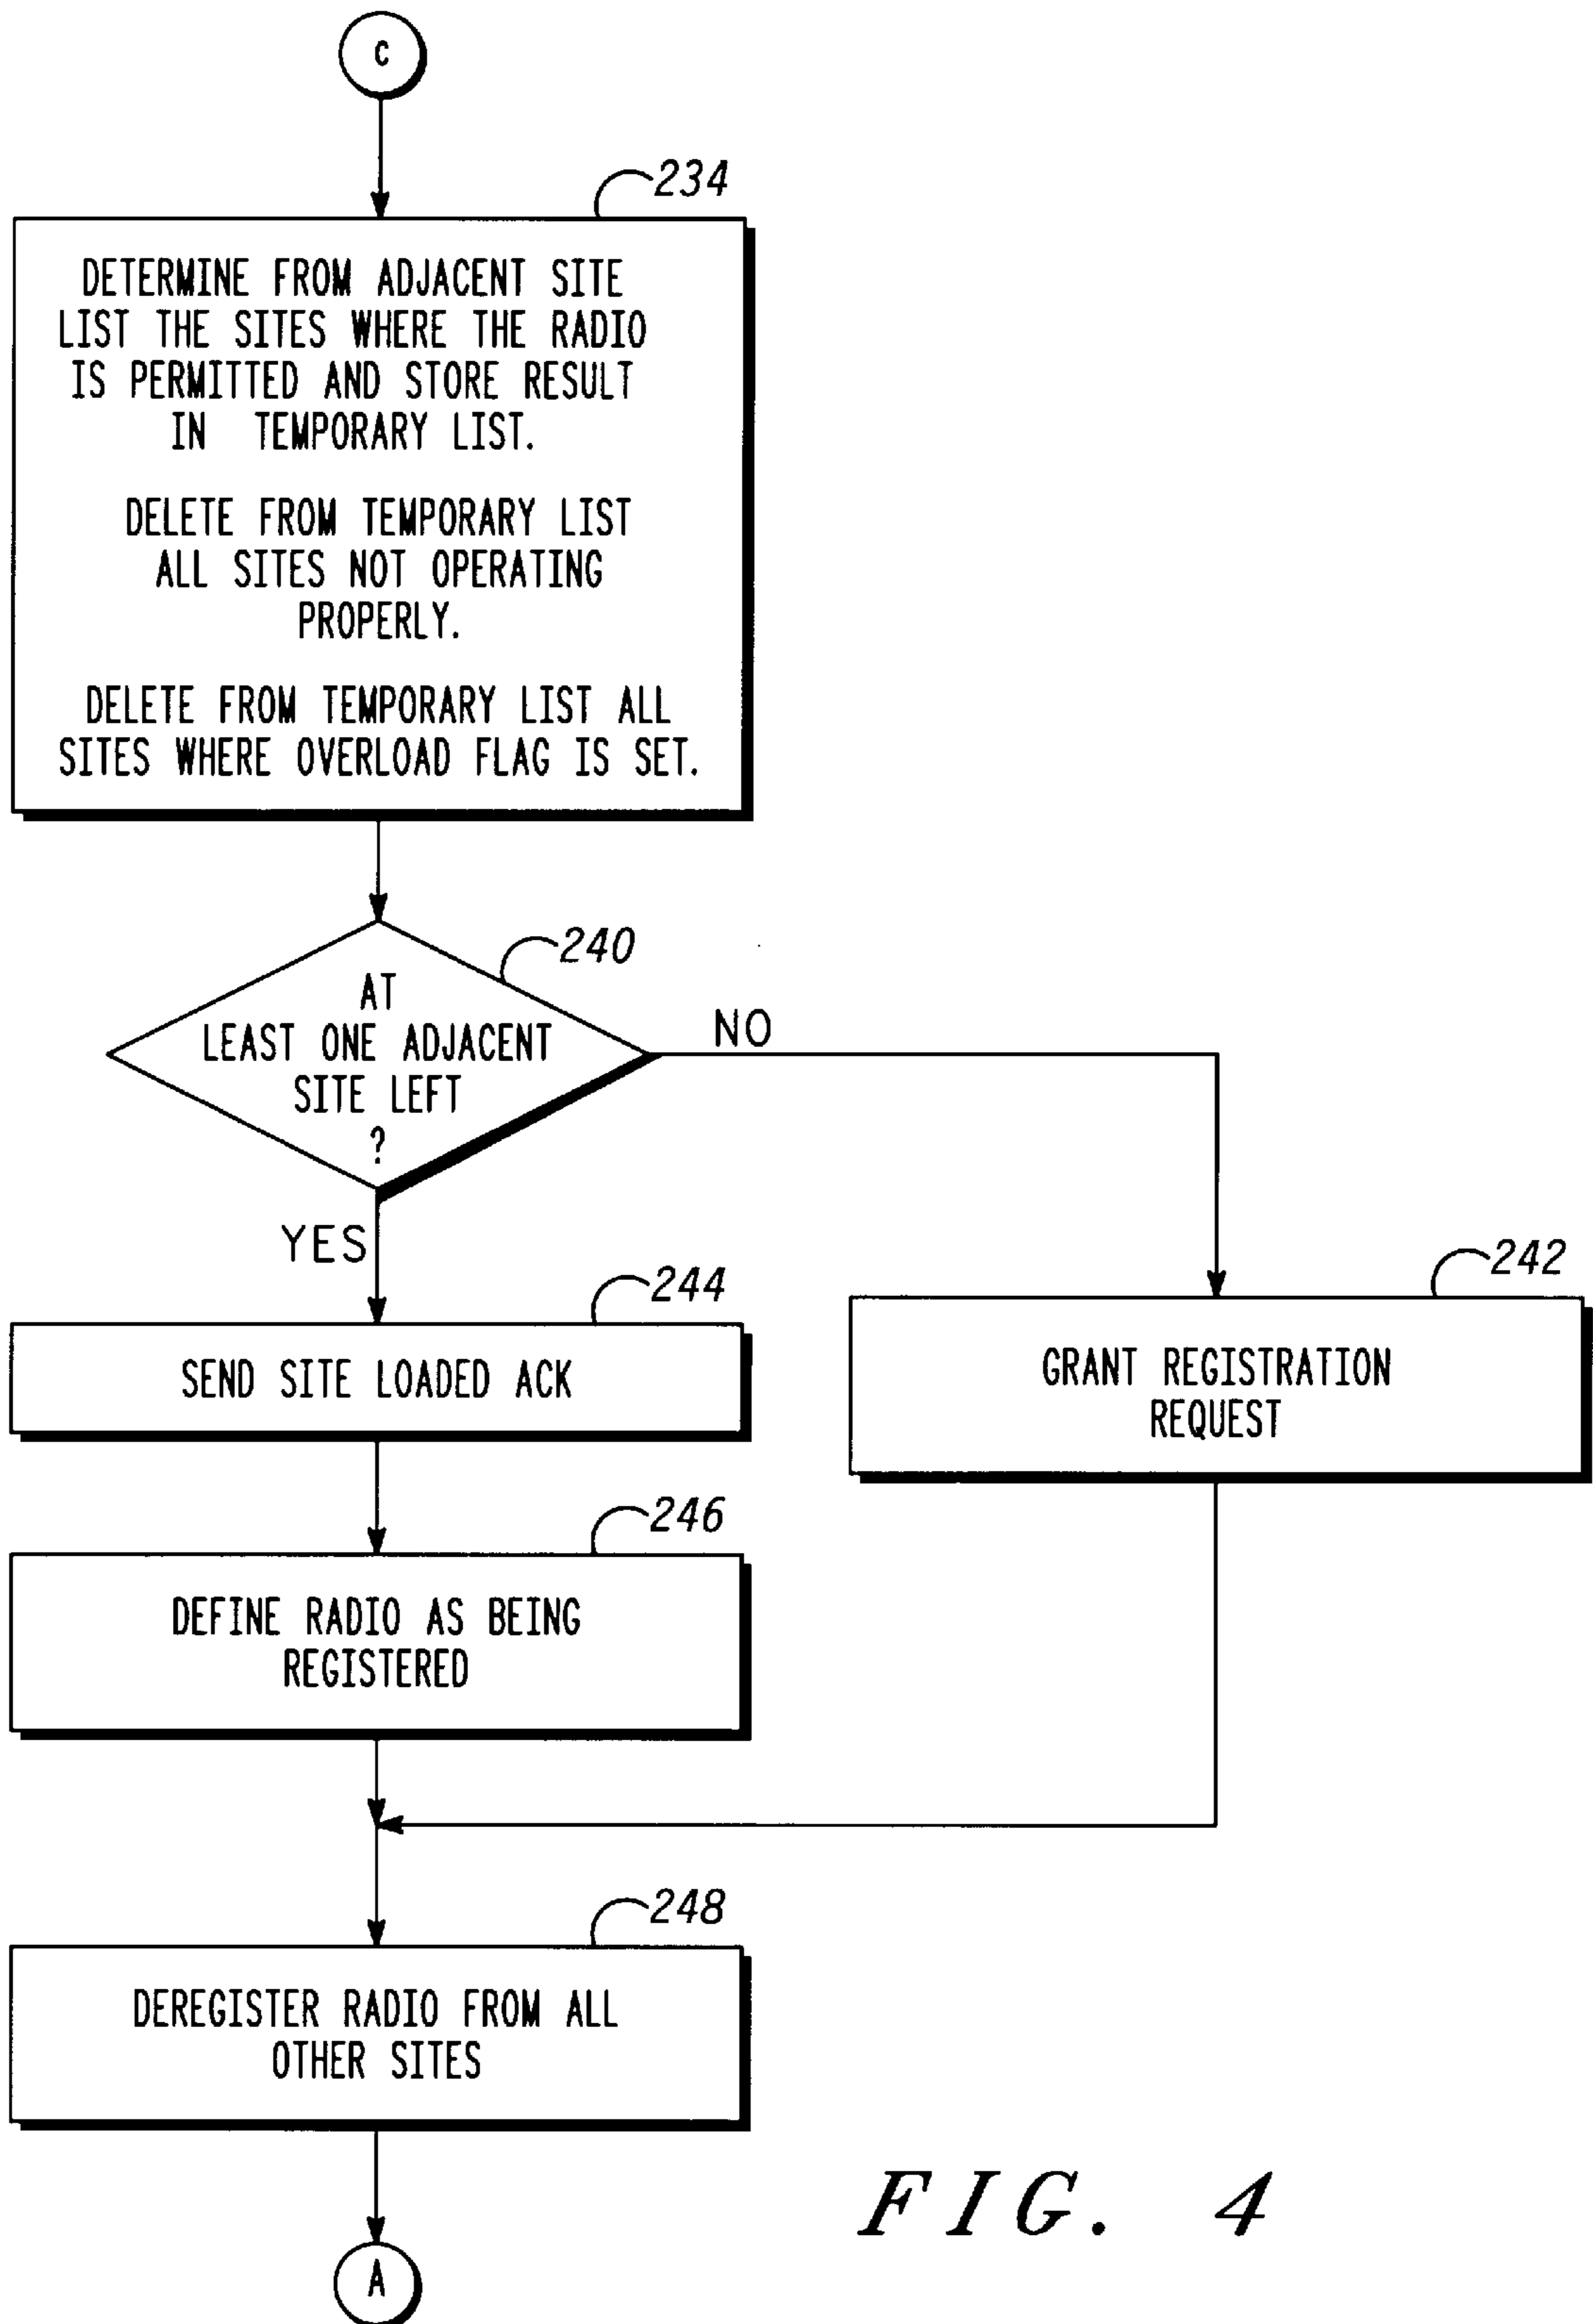 C
234
DETERMINE FROM ADJACENT SITE
LIST THE SITES WHERE THE RADIO
IS PERMITTED AND STORE RESULT
IN TEMPORARY LIST.
DELETE FROM TEMPORARY LIST
ALL SITES NOT OPERATING
PROPERLY.
DELETE FROM TEMPORARY LIST ALL
SITES WHERE OVERLOAD FLAG IS SET.
240
AT
LEAST ONE ADJACENT
SITE LEFT
?
NO
YES
244
SEND SITE LOADED ACK
242
GRANT REGISTRATION
REQUEST
246
DEFINE RADIO AS BEING
REGISTERED
248
DEREGISTER RADIO FROM ALL
OTHER SITES
A
FIG. 4